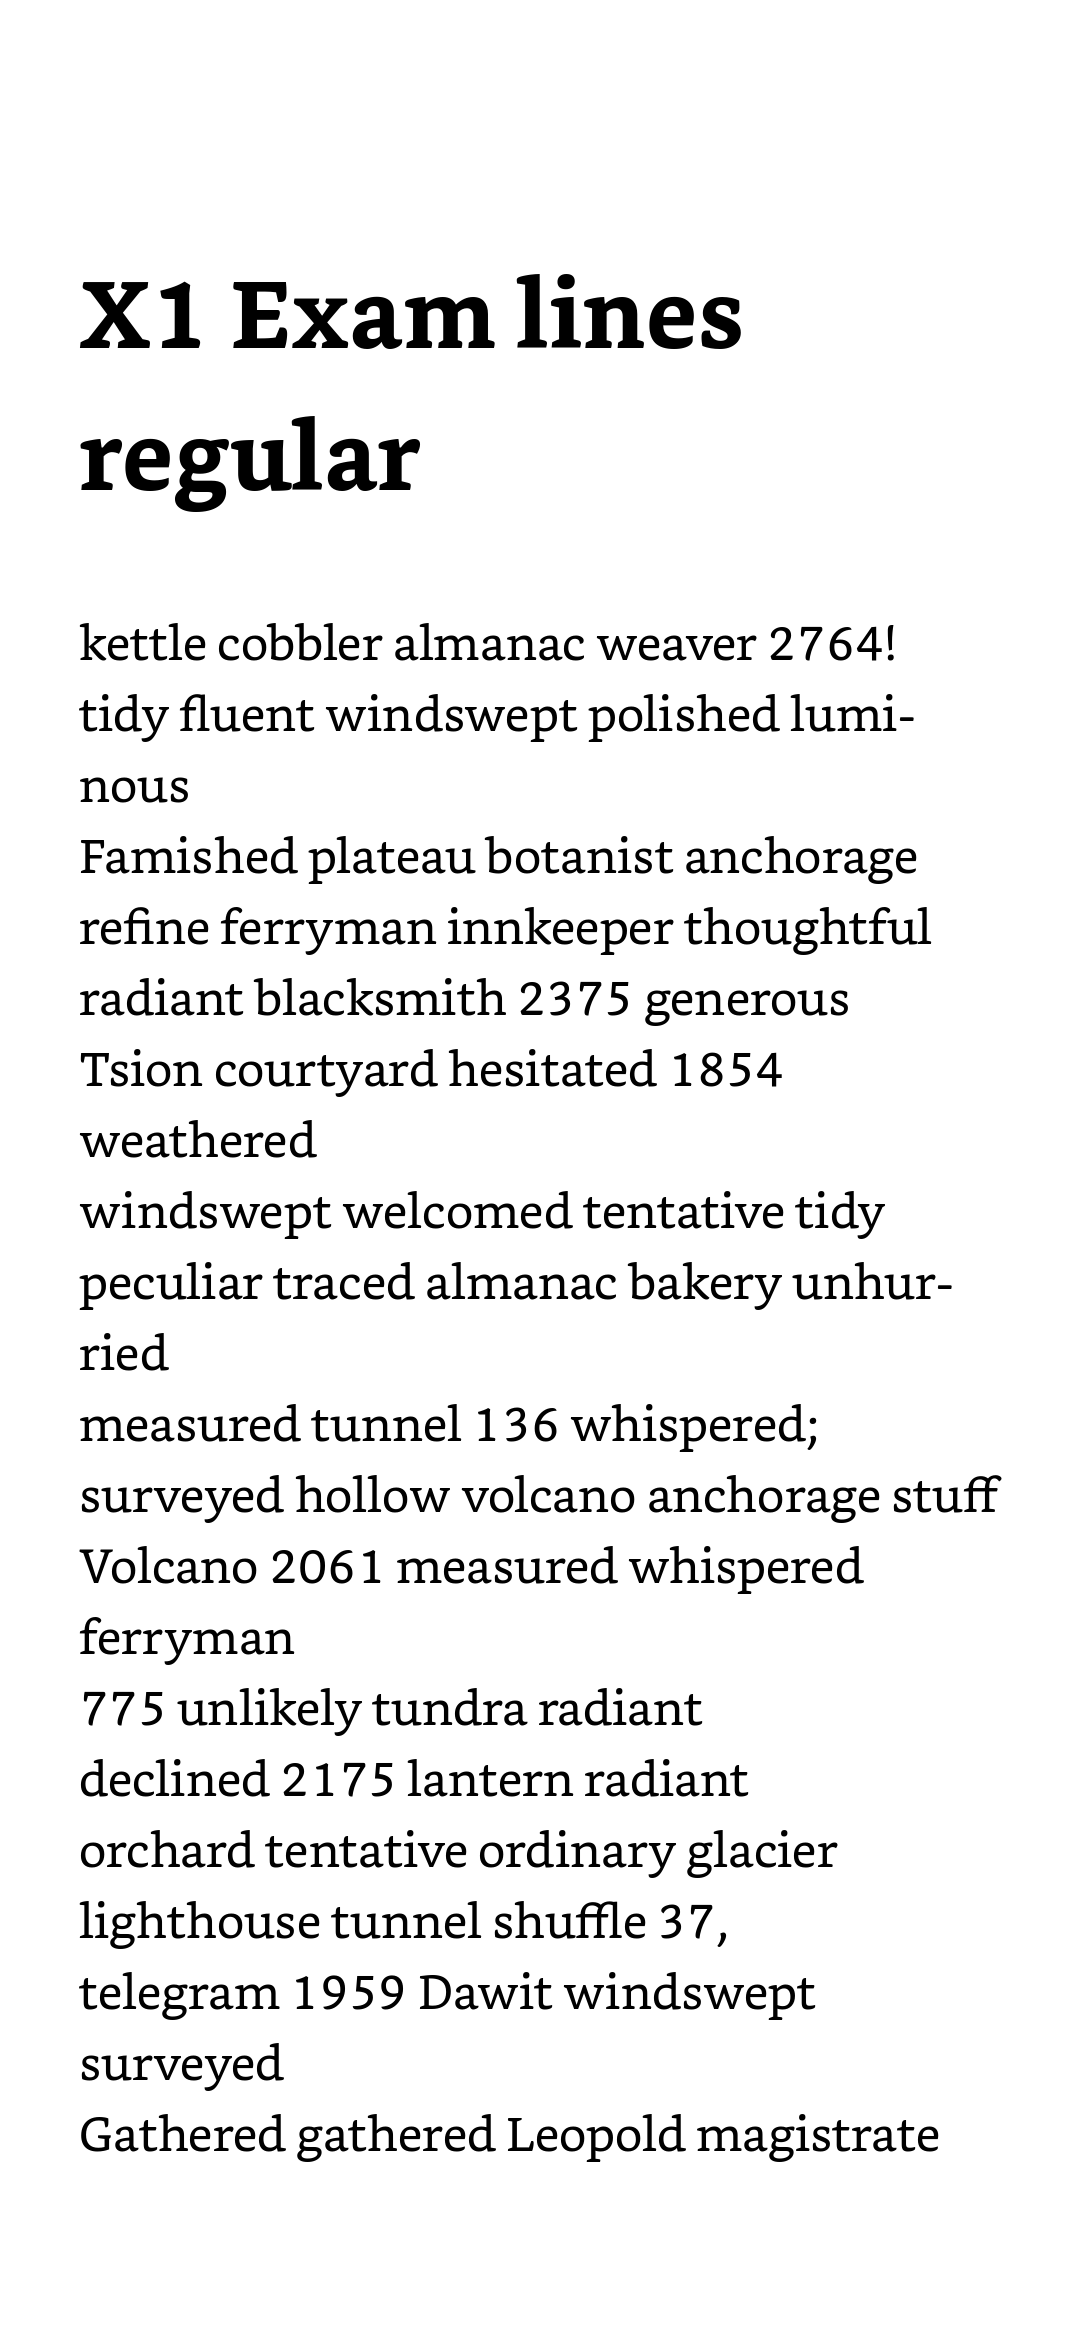 X1 Exam lines
regular
kettle cobbler almanac weaver 2764!
tidy fluent windswept polished lumi-
nous
Famished plateau botanist anchorage
refine ferryman innkeeper thoughtful
radiant blacksmith 2375 generous
Tsion courtyard hesitated 1854
weathered
windswept welcomed tentative tidy
peculiar traced almanac bakery unhur-
ried
measured tunnel 136 whispered;
surveyed hollow volcano anchorage stuff
Volcano 2061 measured whispered
ferryman
775 unlikely tundra radiant
declined 2175 lantern radiant
orchard tentative ordinary glacier
lighthouse tunnel shuffle 37,
telegram 1959 Dawit windswept
surveyed
Gathered gathered Leopold magistrate